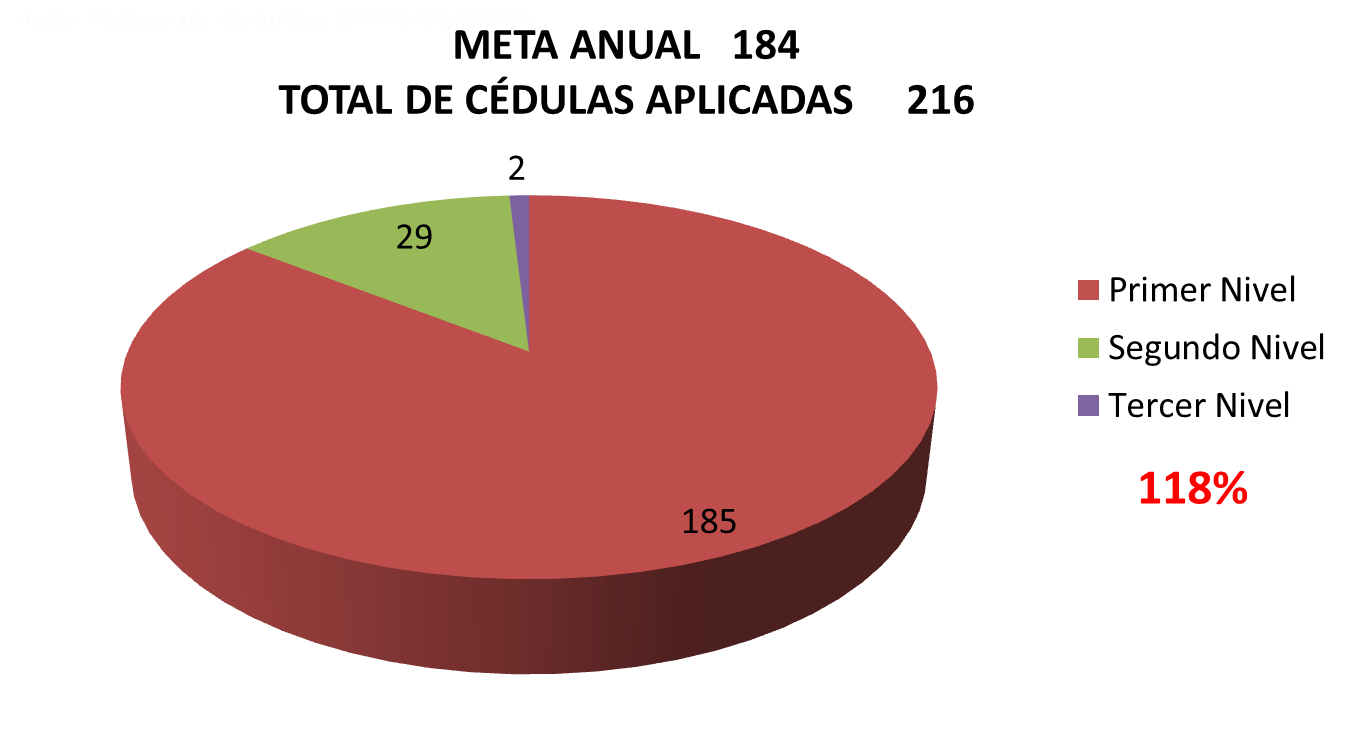 META ANUAL 184
TOTAL DE CÉDULAS APLICADAS 216
2
29
185
Primer Nivel
Segundo Nivel
Tercer Nivel
118%